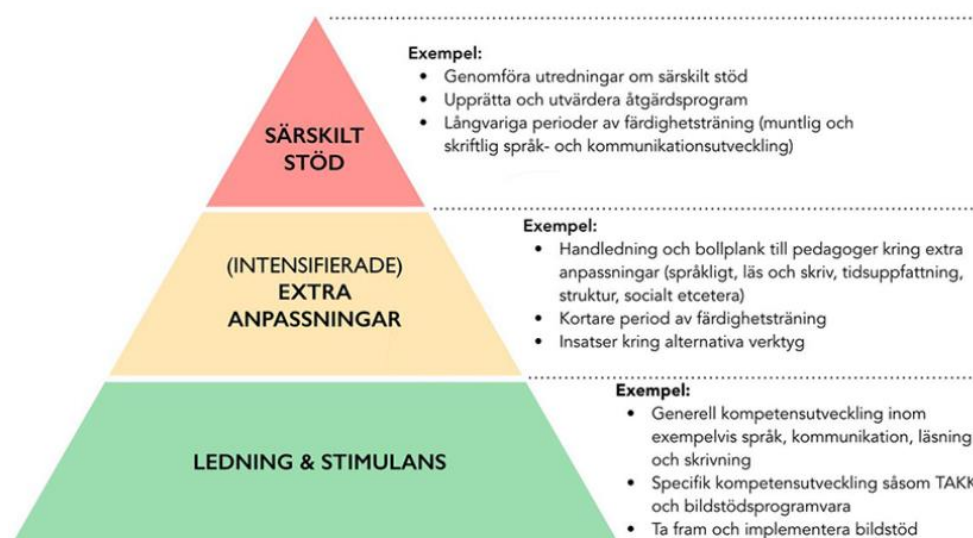 Exempel:
• Genomföra utredningar om särskilt stöd
• Upprätta och utvärdera åtgärdsprogram
• Långvariga perioder av färdighetsträning (muntlig och
skriftlig språk- och kommunikationsutveckling)
SÄRSKILT
STÖD
Exempel:
• Handledning och bollplank till pedagoger kring extra
anpassningar (språkligt, läs och skriv, tidsuppfattning,
struktur, socialt etcetera)
• Kortare period av färdighetsträning
• Insatser kring alternativa verktyg
(INTENSIFIERADE)
EXTRA
ANPASSNINGAR
Exempel:
• Generell kompetensutveckling inom
exempelvis språk, kommunikation, läsning
och skrivning
• Specifik kompetensutveckling såsom TAKK
och bildstödsprogramvara
• Ta fram och implementera bildstöd
LEDNING & STIMULANS